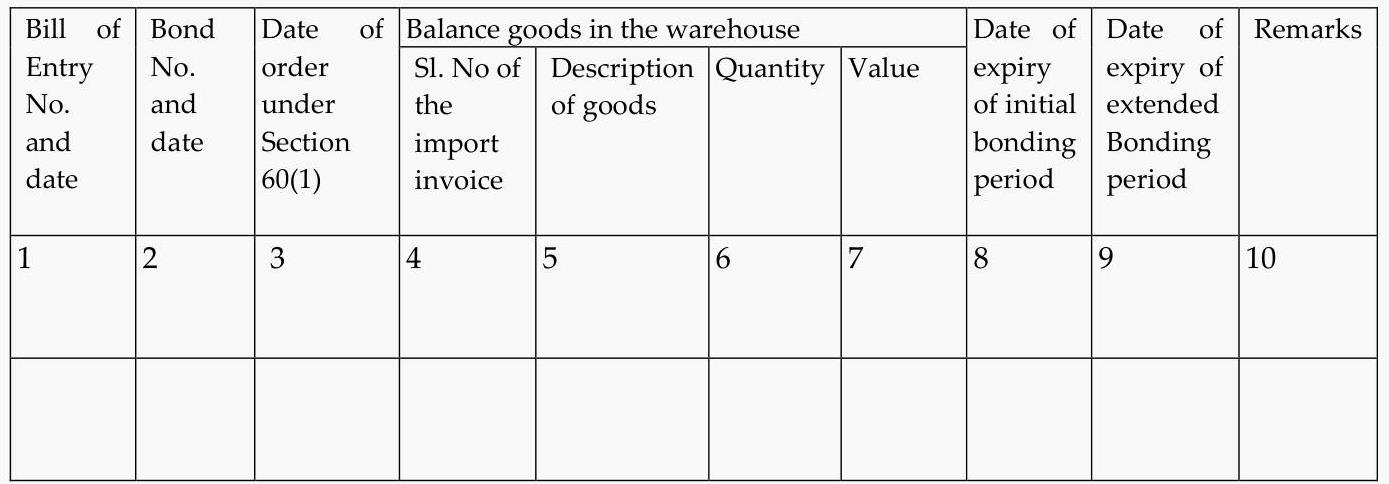 Bill of
Entry
No.
and
date
Bond
No.
and
date
Date of
order
under
Section
60(1)
Balance goods in the warehouse
Sl. No of
the
import
invoice
Description
of goods
Quantity
Value
Date of
expiry
of initial
bonding
period
Date of
expiry of
extended
Bonding
period
Remarks
1
2
3
4
5
6
7
8
9
10